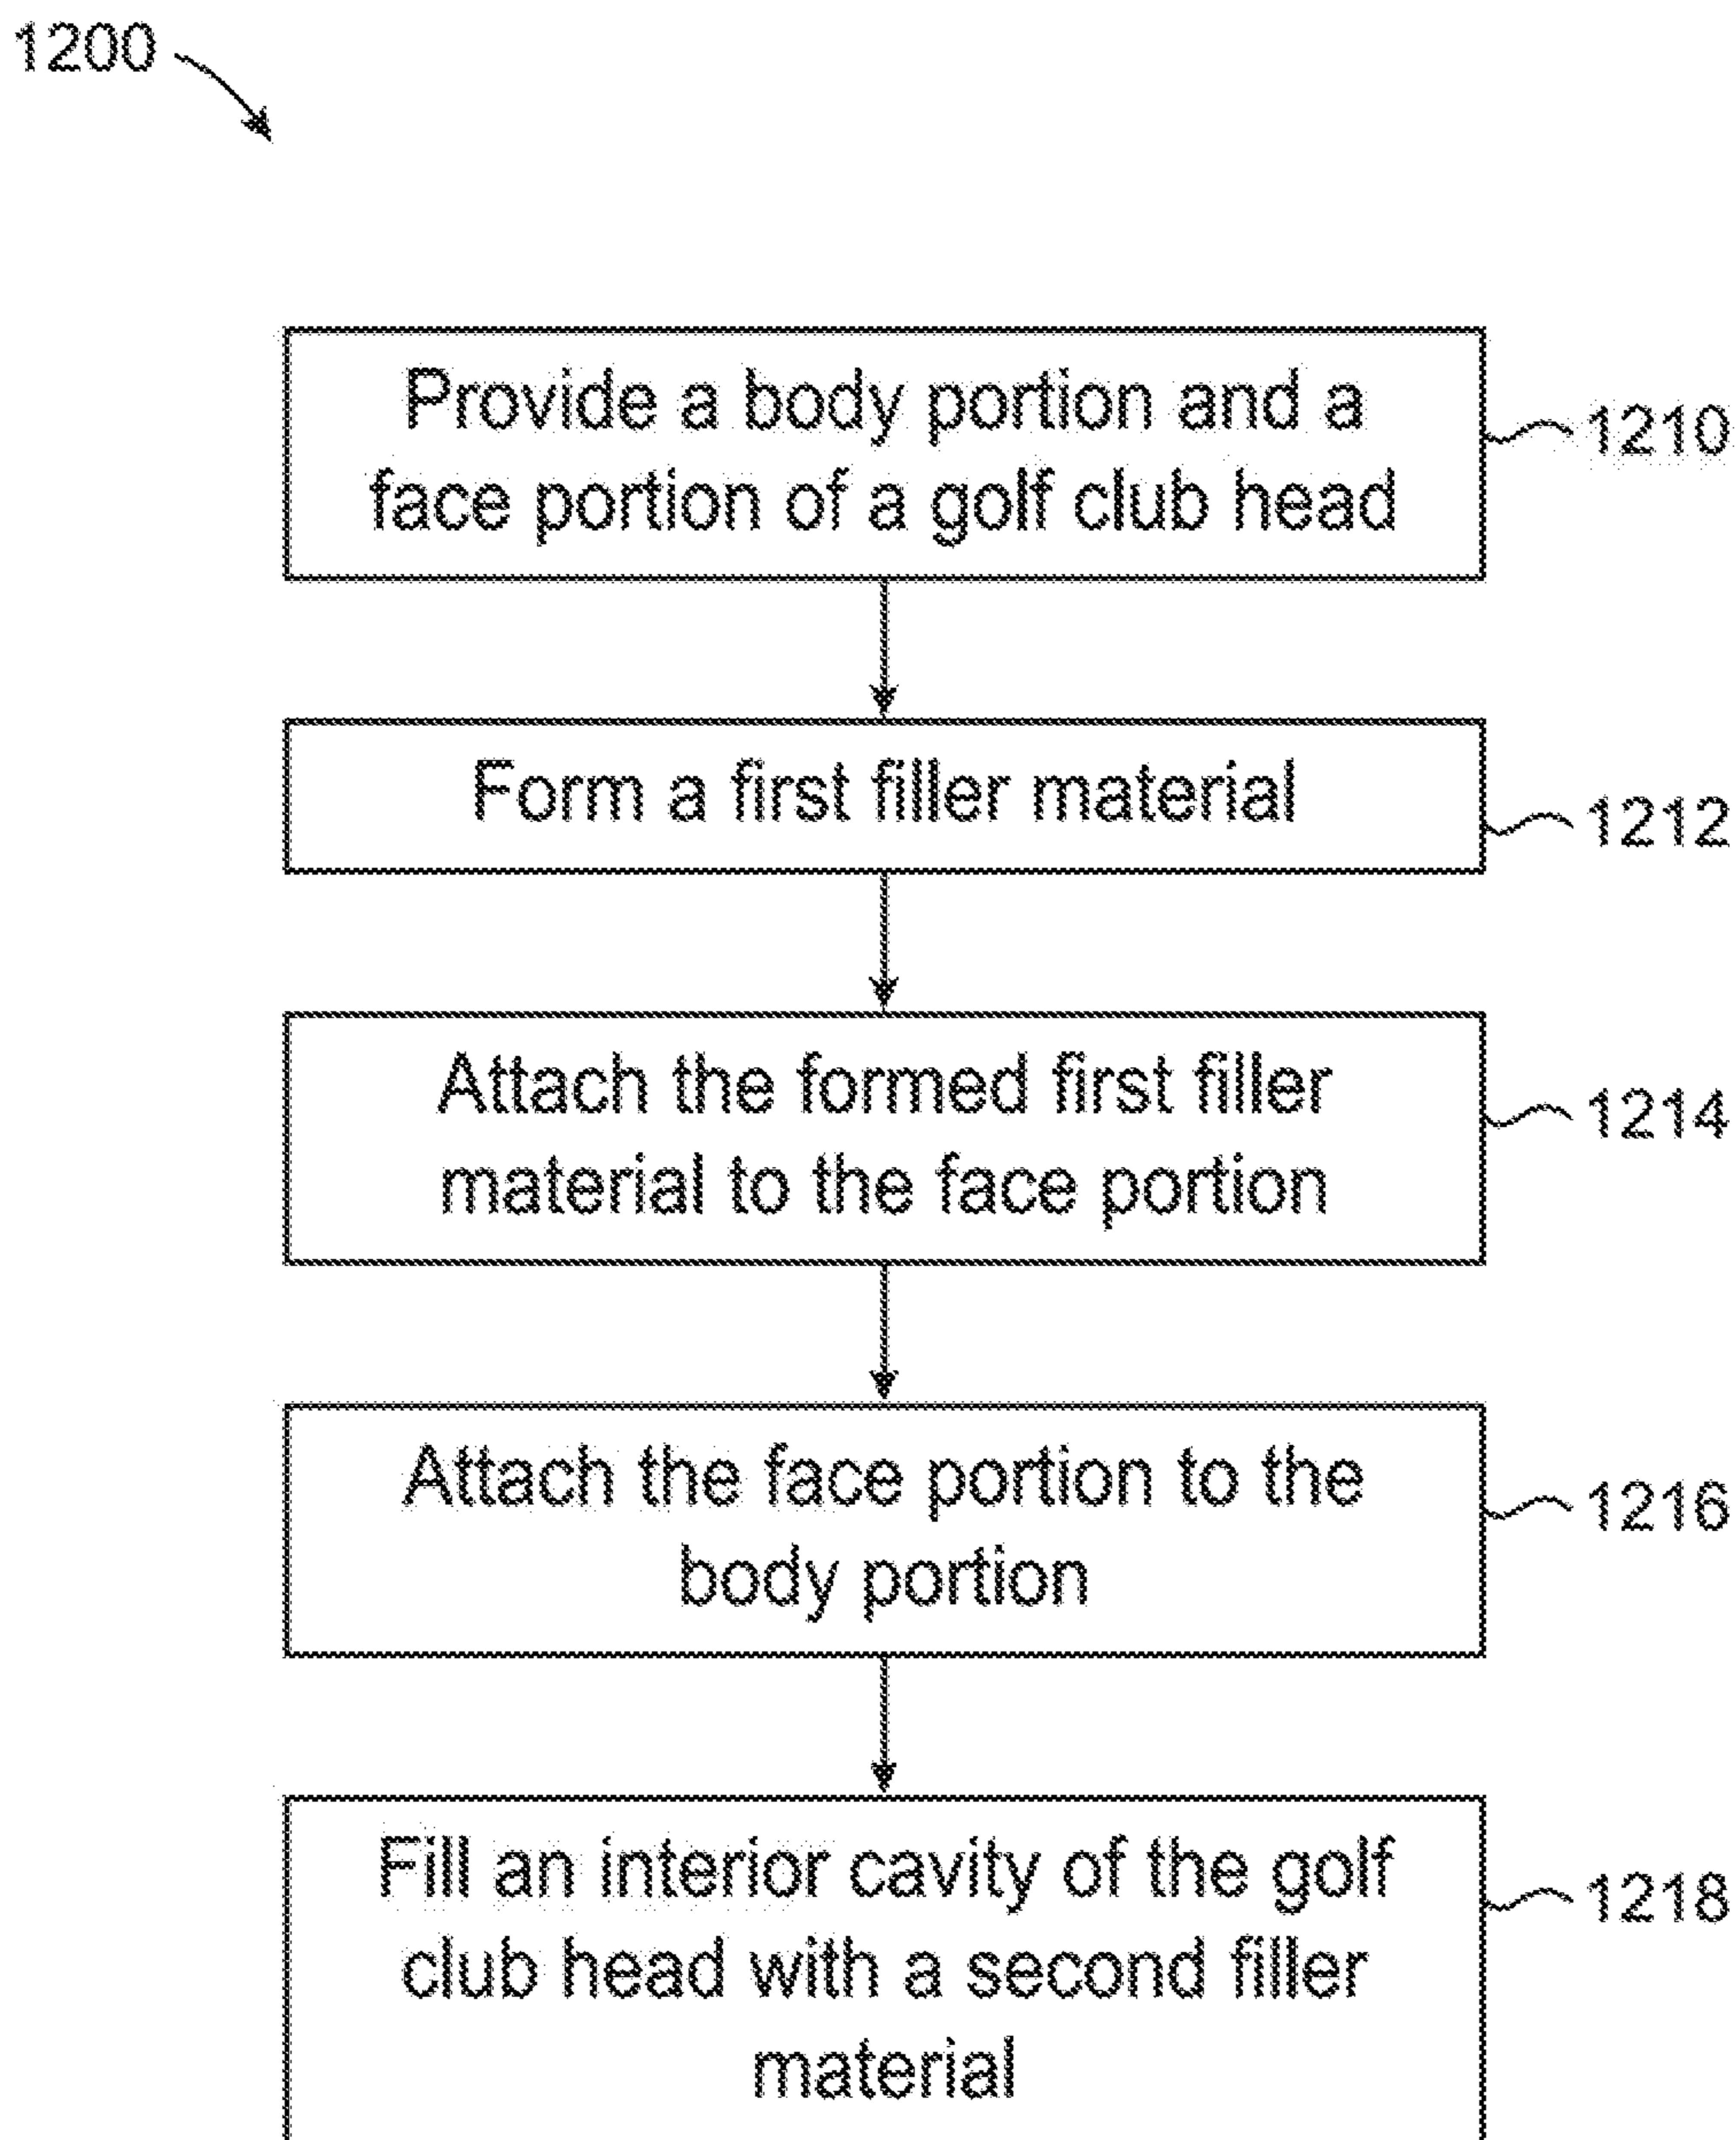 1200
Provide a body portion and a
face portion of a golf club head
1210
Form a first filler material
1212
Attach the formed first filler
material to the face portion
1214
Attach the face portion to the
body portion
1216
Fill an interior cavity of the golf
club head with a second filler
material
1218